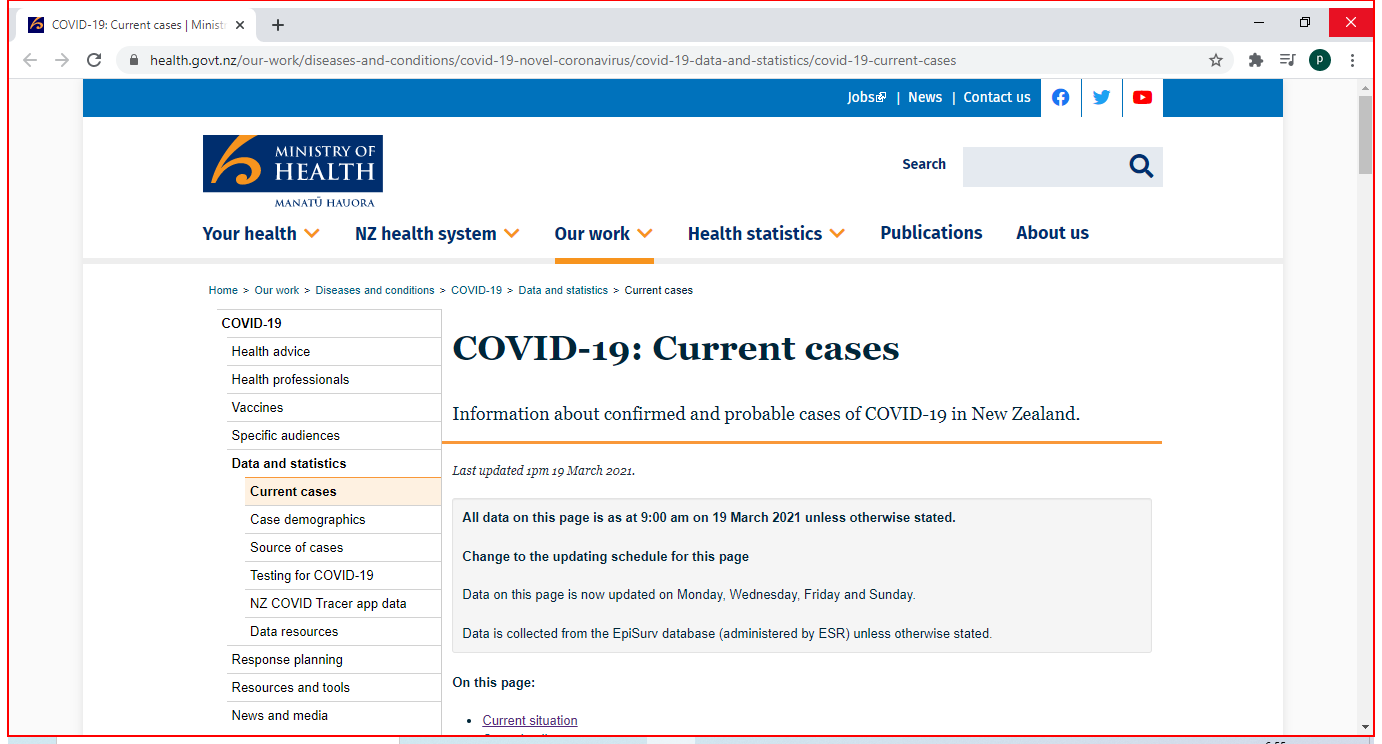 COVID-19: Current cases | Minist
health.govt.nz/our-work/diseases-and-conditions/covid-19-novel-coronavirus/covid-19-data-and-statistics/covid-19-current-cases
P
Jobs | News | Contact us
MINISTRY OF
HEALTH
MANATŪ HAUORA
Search
Your health NZ health system Our work Health statistics Publications About us
Home > Our work > Diseases and conditions > COVID-19 > Data and statistics > Current cases
COVID-19
Health advice
Health professionals
Vaccines
Specific audiences
Data and statistics
Current cases
Case demographics
Source of cases
Testing for COVID-19
NZ COVID Tracer app data
Data resources
Response planning
Resources and tools
News and media
COVID-19: Current cases
Information about confirmed and probable cases of COVID-19 in New Zealand.
Last updated 1pm 19 March 2021.
All data on this page is as at 9:00 am on 19 March 2021 unless otherwise stated.
Change to the updating schedule for this page
Data on this page is now updated on Monday, Wednesday, Friday and Sunday.
Data is collected from the EpiSurv database (administered by ESR) unless otherwise stated.
On this page:
• Current situation